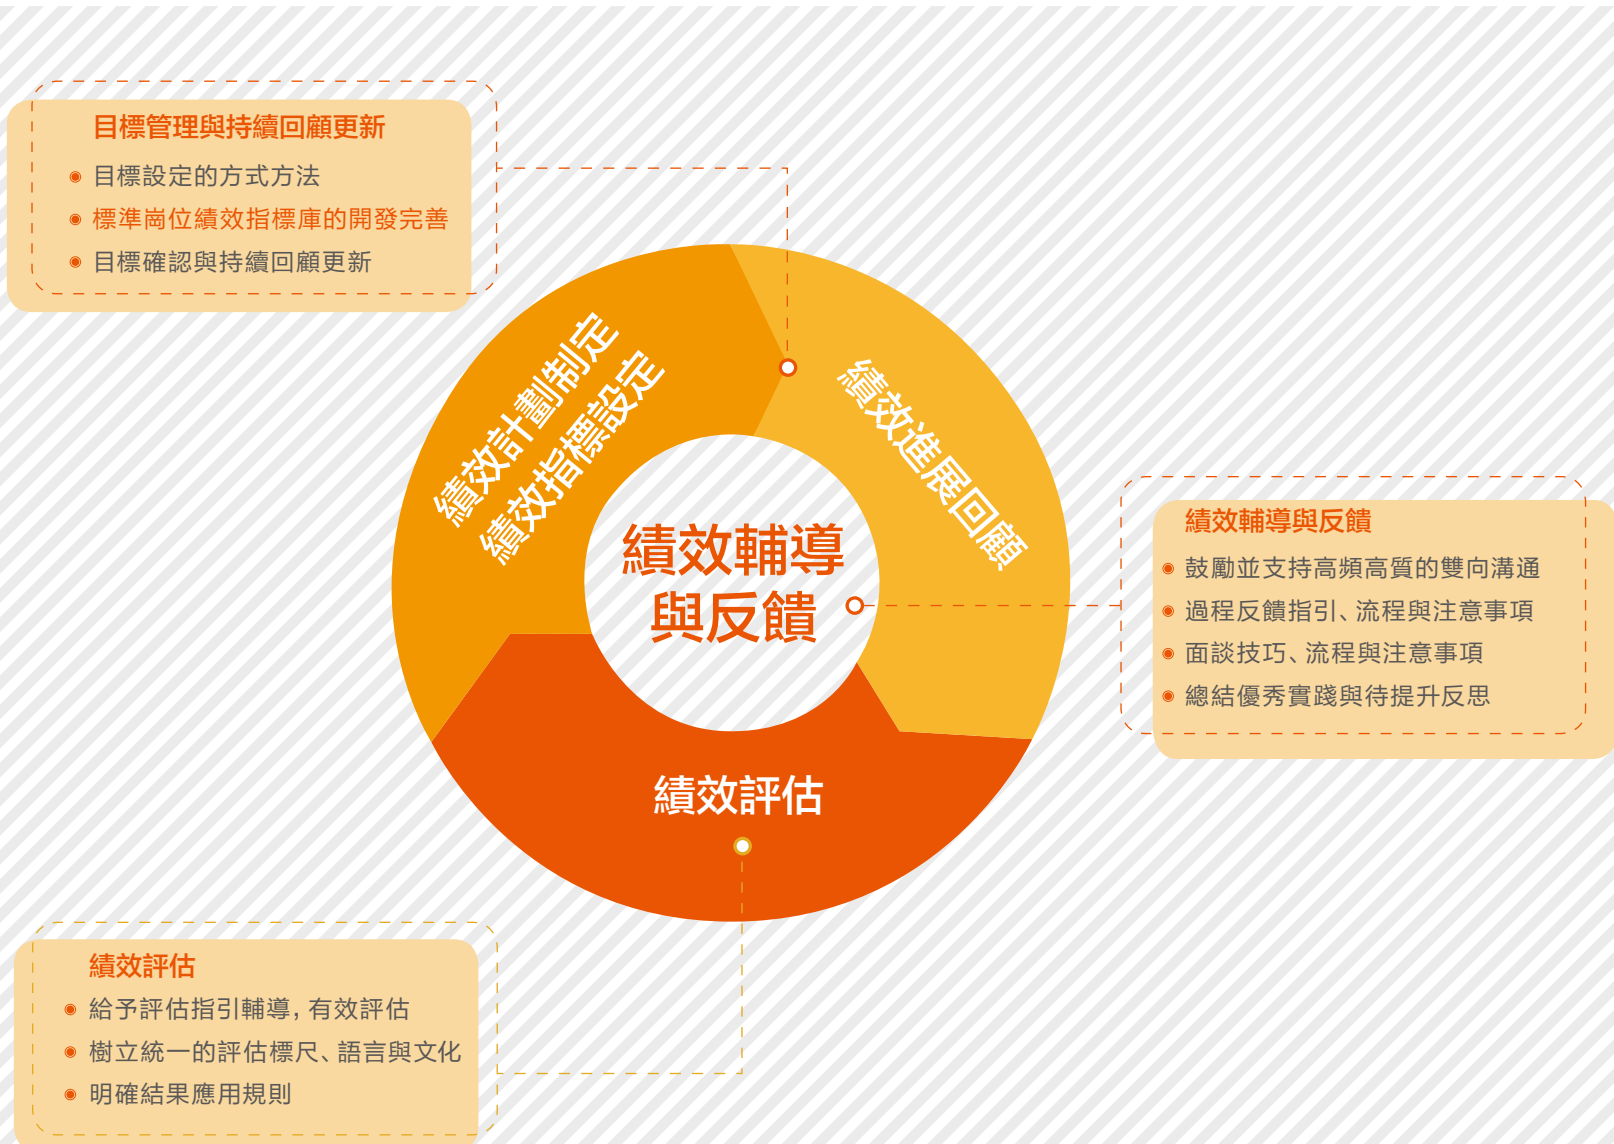 目標管理與持續回顧更新
目標設定的方式方法
標準崗位績效指標庫的開發完善
目標確認與持續回顧更新
績效計劃制定
績效指標設定
績效進展回顧
績效輔導
與反饋
績效輔導與反饋
鼓勵並支持高頻高質的雙向溝通
過程反饋指引、流程與注意事項
面談技巧、流程與注意事項
總結優秀實踐與待提升反思
績效評估
績效評估
給予評估指引輔導，有效評估
樹立統一的評估標尺、語言與文化
明確結果應用規則